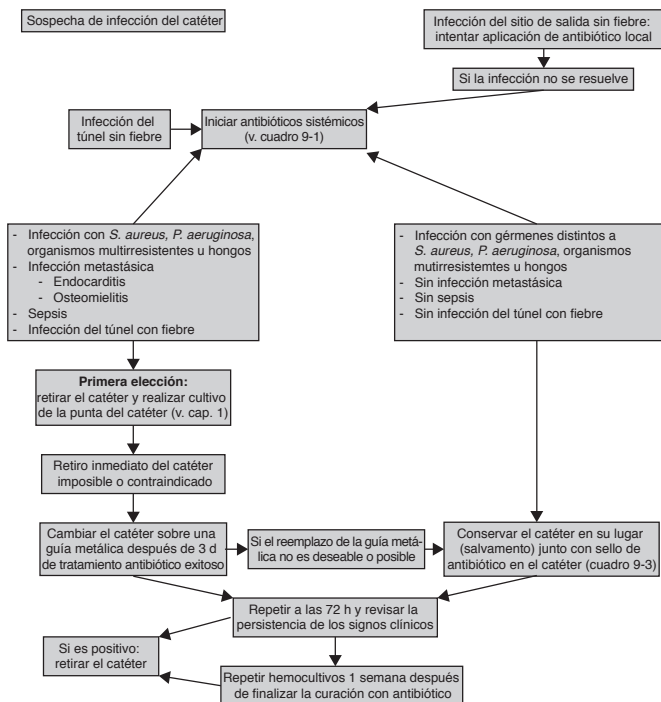 Sospecha de infección del catéter
Infección del sitio de salida sin fiebre:
intentar aplicación de antibiótico local
Si la infección no se resuelve
Infección del
túnel sin fiebre
Iniciar antibióticos sistémicos
(v. cuadro 9-1)
- Infección con S. aureus, P. aeruginosa,
organismos multirresistentes u hongos
- Infección metastásica
- Endocarditis
- Osteomielitis
- Sepsis
- Infección del túnel con fiebre
- Infección con gérmenes distintos a
S. aureus, P. aeruginosa, organismos
mutirresistemtes u hongos
- Sin infección metastásica
- Sin sepsis
- Sin infección del túnel con fiebre
Primera elección:
retirar el catéter y realizar cultivo
de la punta del catéter (v. cap. 1)
Retiro inmediato del catéter
imposible o contraindicado
Cambiar el catéter sobre una
guía metálica después de 3 d
de tratamiento antibiótico exitoso
Si el reemplazo de la guía metá-
lica no es deseable o posible
Conservar el catéter en su lugar
(salvamento) junto con sello de
antibiótico en el catéter (cuadro 9-3)
Repetir a las 72 h y revisar la
persistencia de los signos clínicos
Si es positivo:
retirar el catéter
Repetir hemocultivos 1 semana después
de finalizar la curación con antibiótico